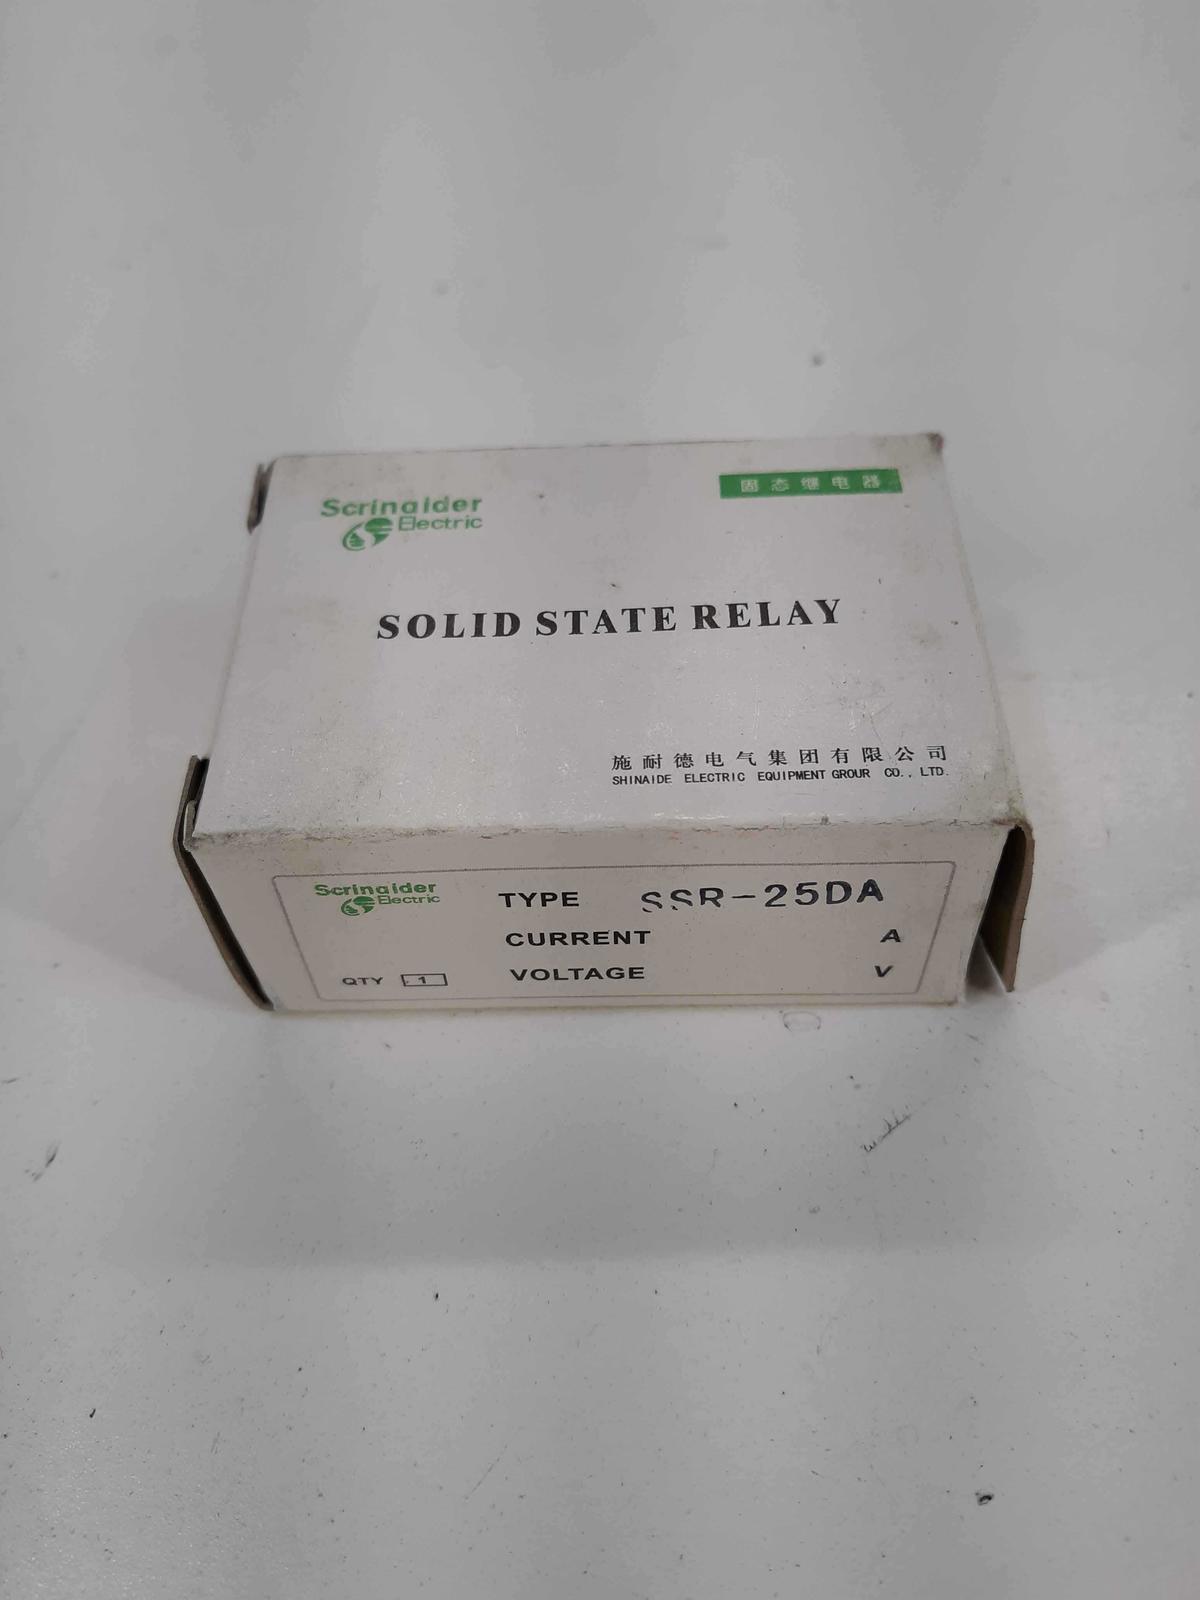 Scrinaider
Electric
固态继电器
SOLID STATE RELAY
施耐德电气集团有限公司
SHINAIDE ELECTRIC EQUIPMENT GROUR CO., LTD.
Scrinaider
Electric
TYPE SSR-25DA
CURRENT A
VOLTAGE V
QTY 1